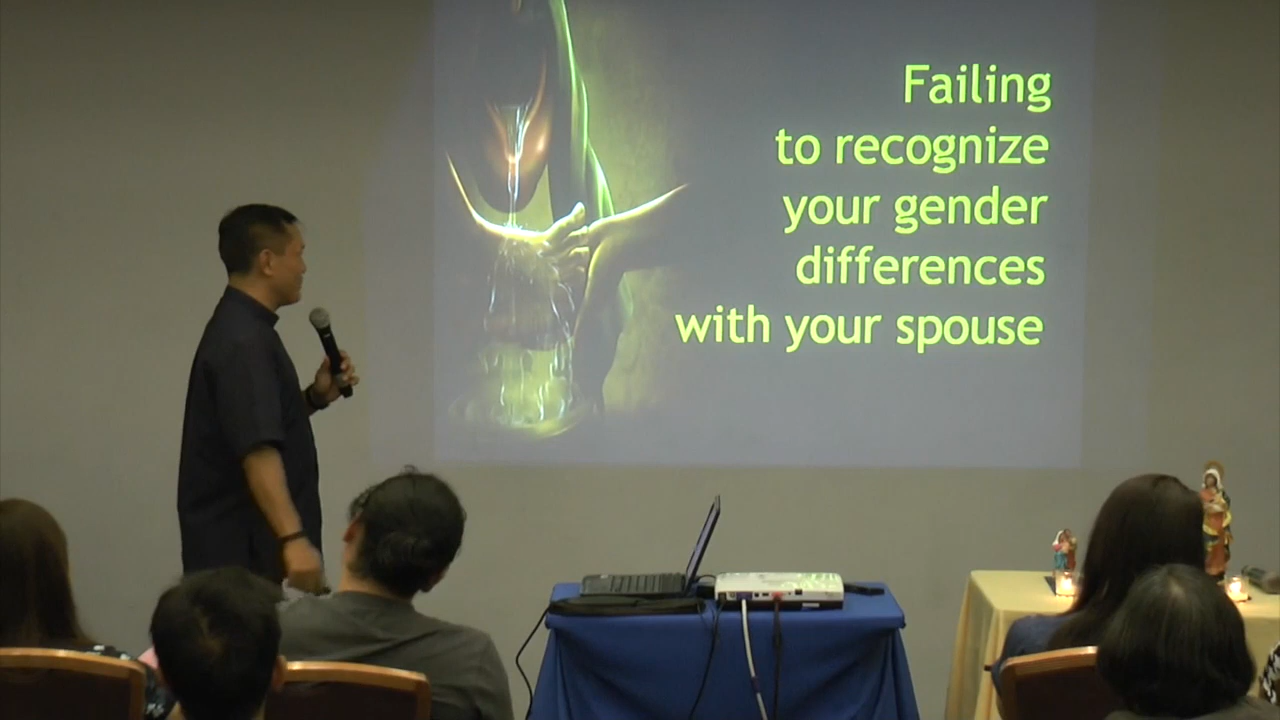 Failing
to recognize
your gender
differences
with your spouse